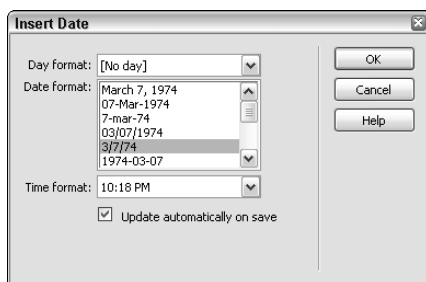 Insert Date
Day format: [No day]
OK
Date format: March 7, 1974
07-Mar-1974
7-mar-74
03/07/1974
3/7/74
1974-03-07
Cancel
Help
Time format: 10:18 PM
Update automatically on save